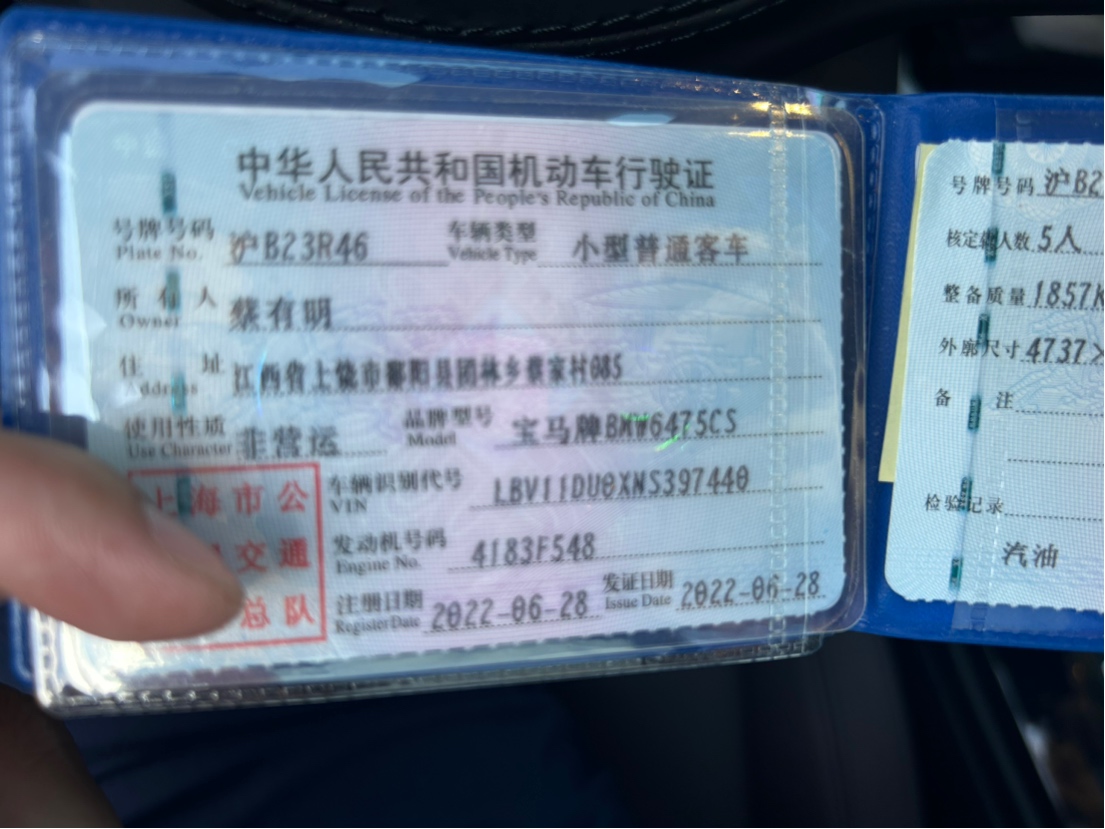 中华人民共和国机动车行驶证
Vehicle License of the People's Republic of China
号牌号码 沪B23R46 车辆类型 小型普通客车
Plate No. Vehicle Type
所有人 蔡有明
Owner
住址 江西省上饶市鄱阳县团林乡蔡家村085
Address
使用性质 非营运 品牌型号 宝马牌BMW6475CS
Use Character Model
车辆识别代号 LBV11DU0XNS397440
VIN
发动机号码 4183F548
Engine No.
注册日期 2022-06-28 发证日期 2022-06-28
Register Date Issue Date
上海市公
交通
总队
号牌号码 沪B2
核定载人数 5人
整备质量 1857K
外廓尺寸 4737×
备注
检验记录
汽油